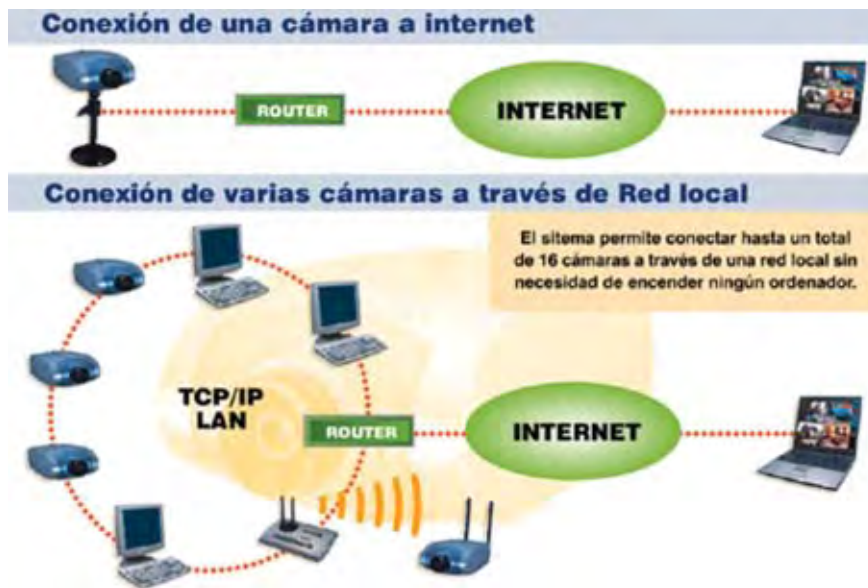 Conexión de una cámara a internet
ROUTER
INTERNET
Conexión de varias cámaras a través de Red local
El sitema permite conectar hasta un total
de 16 cámaras a través de una red local sin
necesidad de encender ningún ordenador.
TCP/IP
LAN
ROUTER
INTERNET